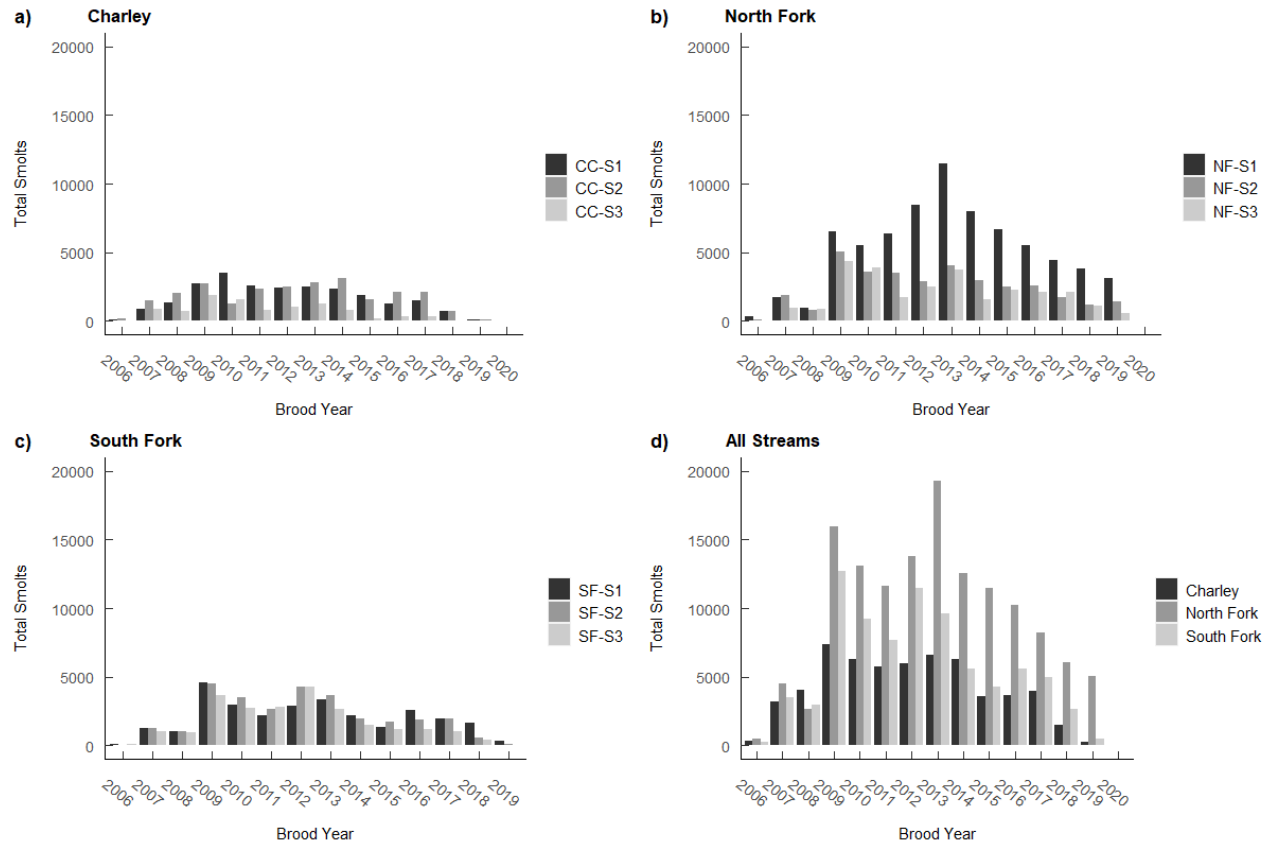 a) Charley
20000
15000
10000
5000
0
Total Smolts
CC-S1
CC-S2
CC-S3
2006 2007 2008 2009 2010 2011 2012 2013 2014 2015 2016 2017 2018 2019 2020
Brood Year
b) North Fork
20000
15000
10000
5000
0
Total Smolts
NF-S1
NF-S2
NF-S3
2006 2007 2008 2009 2010 2011 2012 2013 2014 2015 2016 2017 2018 2019 2020
Brood Year
c) South Fork
20000
15000
10000
5000
0
Total Smolts
SF-S1
SF-S2
SF-S3
2006 2007 2008 2009 2010 2011 2012 2013 2014 2015 2016 2017 2018 2019
Brood Year
d) All Streams
20000
15000
10000
5000
0
Total Smolts
Charley
North Fork
South Fork
2006 2007 2008 2009 2010 2011 2012 2013 2014 2015 2016 2017 2018 2019 2020
Brood Year